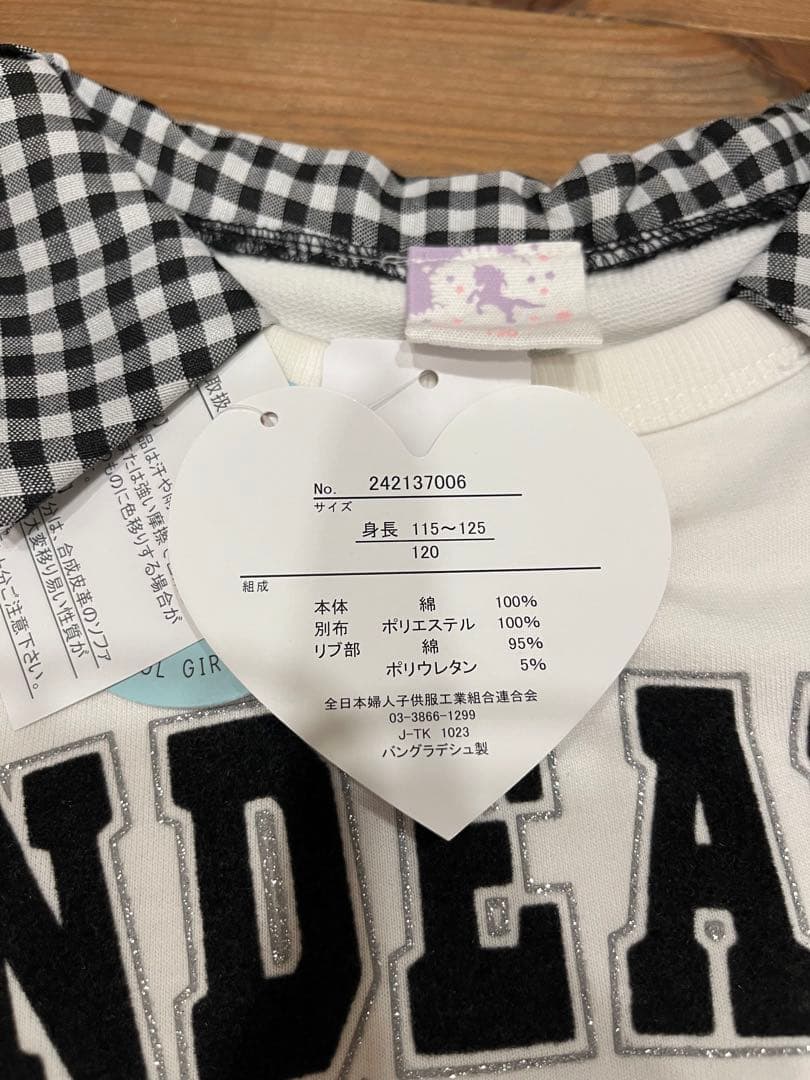 No. 242137006
サイズ
身長 115～125
120
組成
本体 綿 100%
別布 ポリエステル 100%
リブ部 綿 95%
ポリウレタン 5%
全日本婦人子供服工業組合連合会
03-3866-1299
J-TK 1023
バングラデシュ製
取扱
品は汗や
または強い摩擦
のものに色移りする場合が
分は、合成皮革のソファ
変移り易い性質が
分ご注意下さい。
OL GIR
NDEA